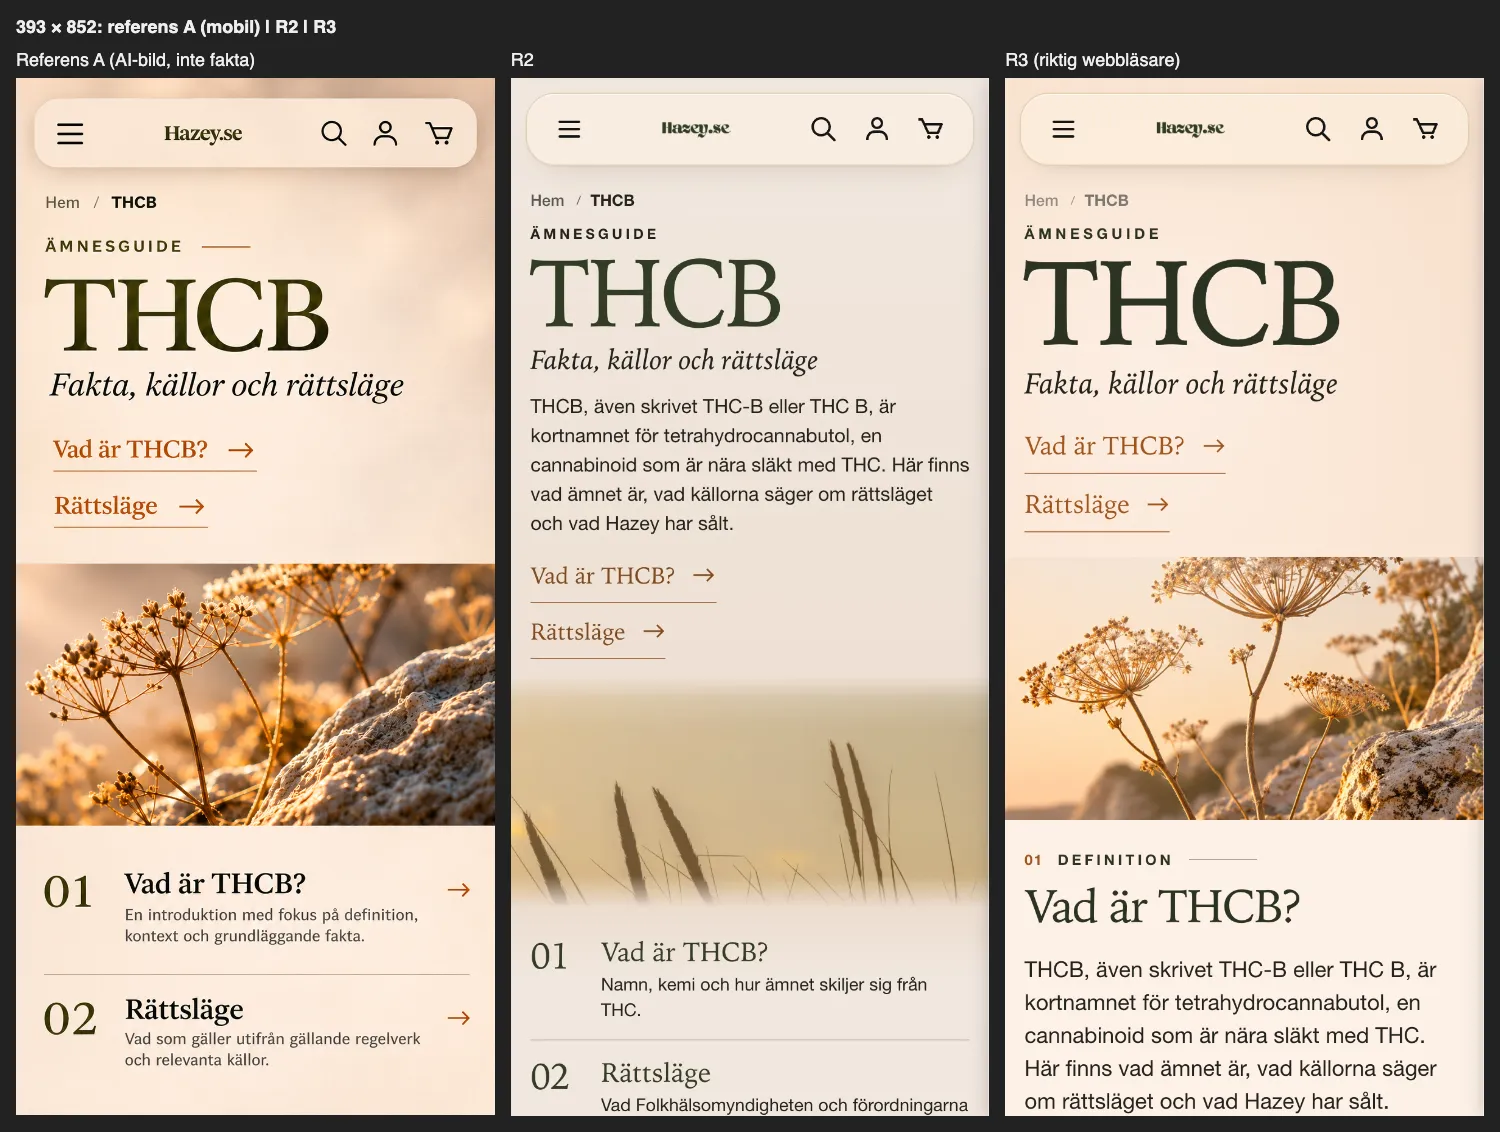 393 × 852: referens A (mobil) | R2 | R3
Referens A (AI-bild, inte fakta)
Hazey.se
Hem / THCB
ÄMNESGUIDE
THCB
Fakta, källor och rättsläge
Vad är THCB? →
Rättsläge →
01 Vad är THCB? →
En introduktion med fokus på definition,
kontext och grundläggande fakta.
02 Rättsläge →
Vad som gäller utifrån gällande regelverk
och relevanta källor.
R2
Hazey.se
Hem / THCB
ÄMNESGUIDE
THCB
Fakta, källor och rättsläge
THCB, även skrivet THC-B eller THC B, är
kortnamnet för tetrahydrocannabutol, en
cannabinoid som är nära släkt med THC. Här finns
vad ämnet är, vad källorna säger om rättsläget
och vad Hazey har sålt.
Vad är THCB? →
Rättsläge →
01 Vad är THCB?
Namn, kemi och hur ämnet skiljer sig från
THC.
02 Rättsläge
Vad Folkhälsomyndigheten och förordningarna
R3 (riktig webbläsare)
Hazey.se
Hem / THCB
ÄMNESGUIDE
THCB
Fakta, källor och rättsläge
Vad är THCB? →
Rättsläge →
01 DEFINITION
Vad är THCB?
THCB, även skrivet THC-B eller THC B, är
kortnamnet för tetrahydrocannabutol, en
cannabinoid som är nära släkt med THC.
Här finns vad ämnet är, vad källorna säger
om rättsläget och vad Hazey har sålt.